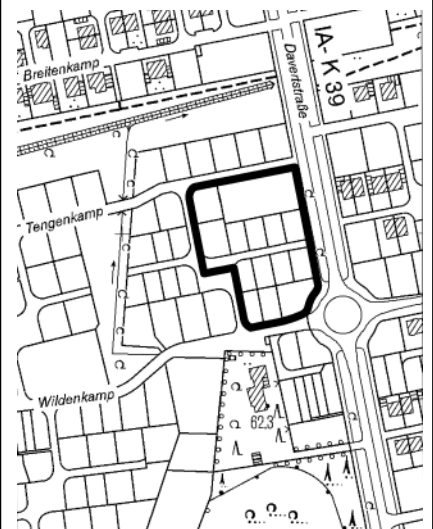 Breitenkamp
Davertstraße
IA- K 39
Tengenkamp
Wildenkamp
62.3